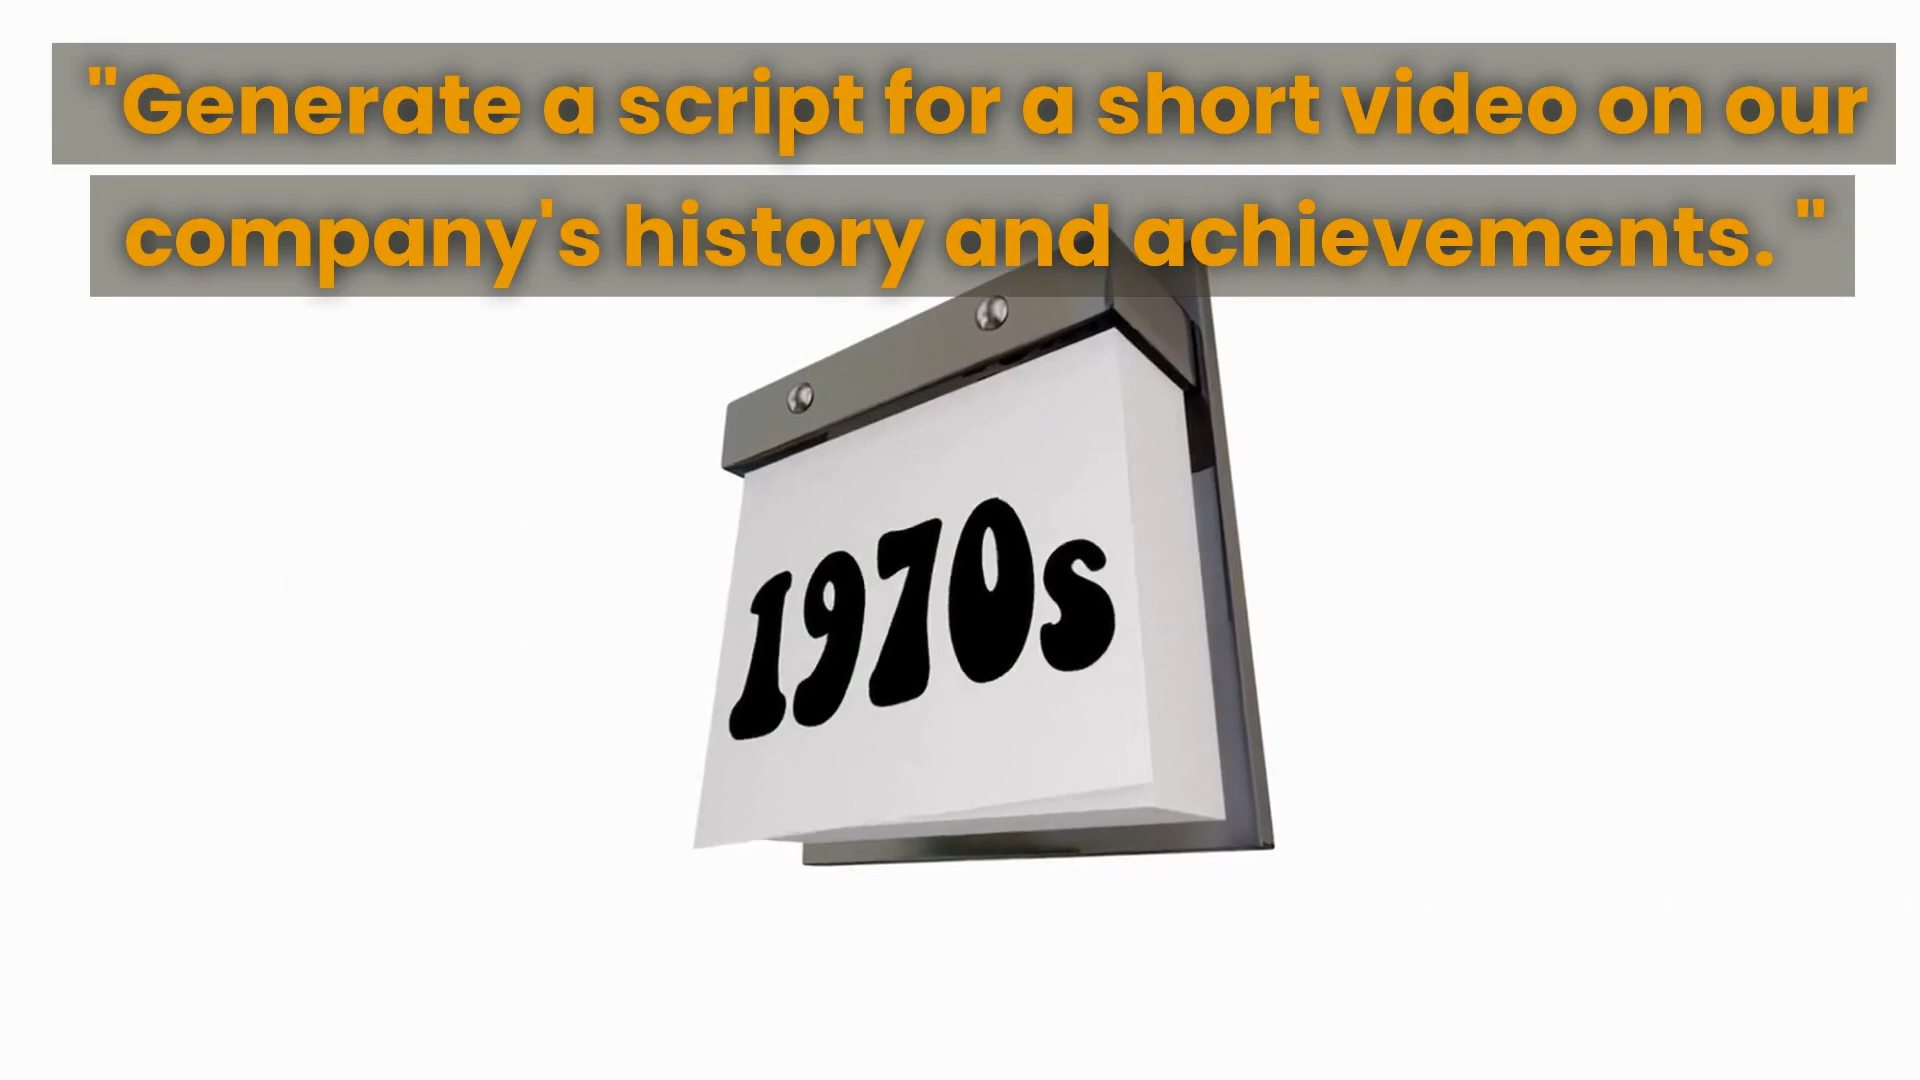 "Generate a script for a short video on our
company's history and achievements. "
1970s